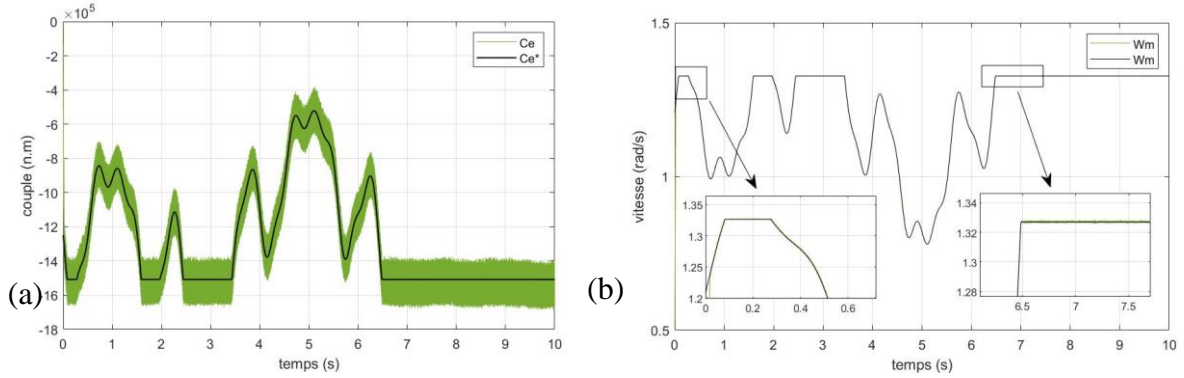 ×10⁵
0
-2
-4
-6
-8
-10
-12
-14
-16
-18
couple (n.m)
Ce
Ce*
0 1 2 3 4 5 6 7 8 9 10
temps (s)
(a)
1.5
1
0.5
vitesse (rad/s)
Wm
Wm
1.35
1.3
1.25
1.2
0 0.2 0.4 0.6
1.34
1.32
1.3
1.28
6.5 7 7.5
0 1 2 3 4 5 6 7 8 9 10
temps (s)
(b)